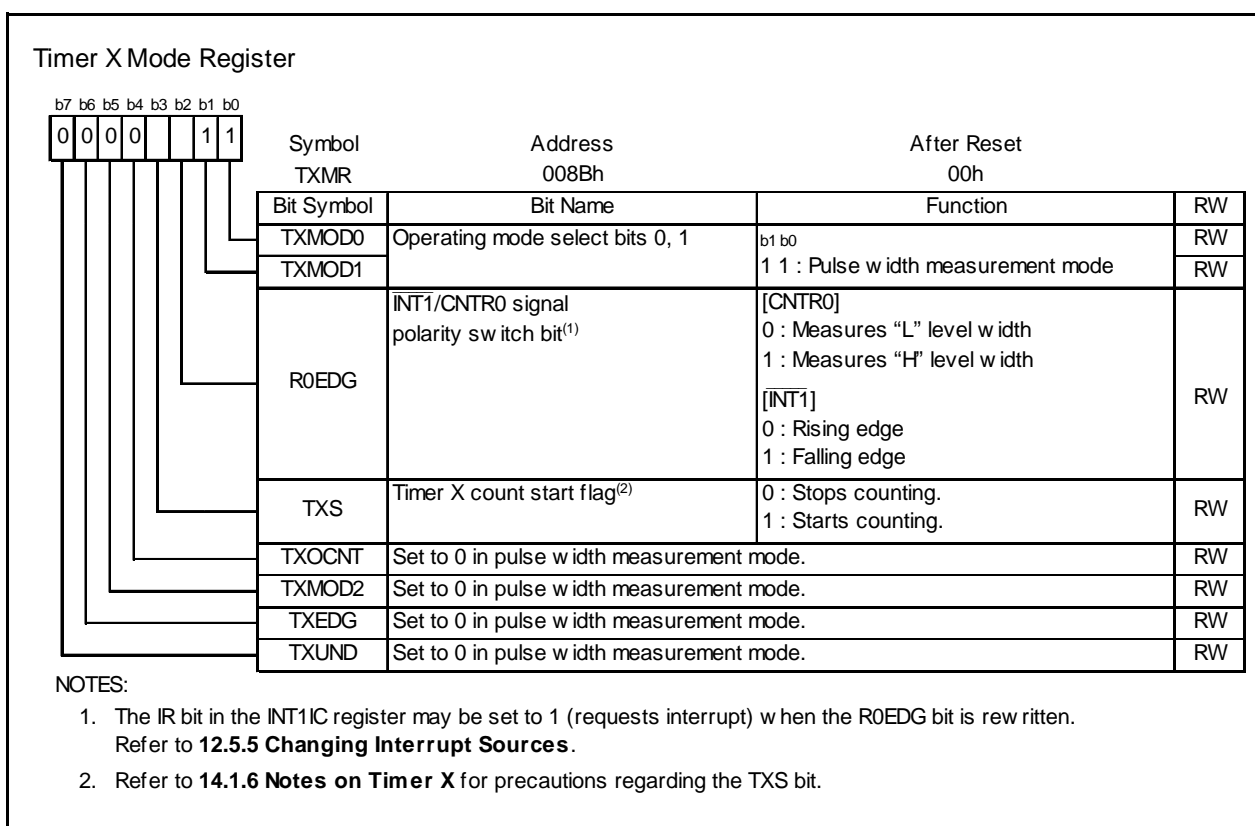 Timer X Mode Register
b7 b6 b5 b4 b3 b2 b1 b0
0 0 0 0 1 1
Symbol Address After Reset
TXMR 008Bh 00h
Bit Symbol Bit Name Function RW
TXMOD0 Operating mode select bits 0, 1 b1 b0 RW
TXMOD1 1 1 : Pulse width measurement mode RW
R0EDG INT1/CNTR0 signal [CNTR0] RW
polarity switch bit(1) 0 : Measures “L” level width
1 : Measures “H” level width
[INT1]
0 : Rising edge
1 : Falling edge
TXS Timer X count start flag(2) 0 : Stops counting. RW
1 : Starts counting.
TXOCNT Set to 0 in pulse width measurement mode. RW
TXMOD2 Set to 0 in pulse width measurement mode. RW
TXEDG Set to 0 in pulse width measurement mode. RW
TXUND Set to 0 in pulse width measurement mode. RW
NOTES:
1. The IR bit in the INT1IC register may be set to 1 (requests interrupt) when the R0EDG bit is rewritten.
Refer to 12.5.5 Changing Interrupt Sources.
2. Refer to 14.1.6 Notes on Timer X for precautions regarding the TXS bit.